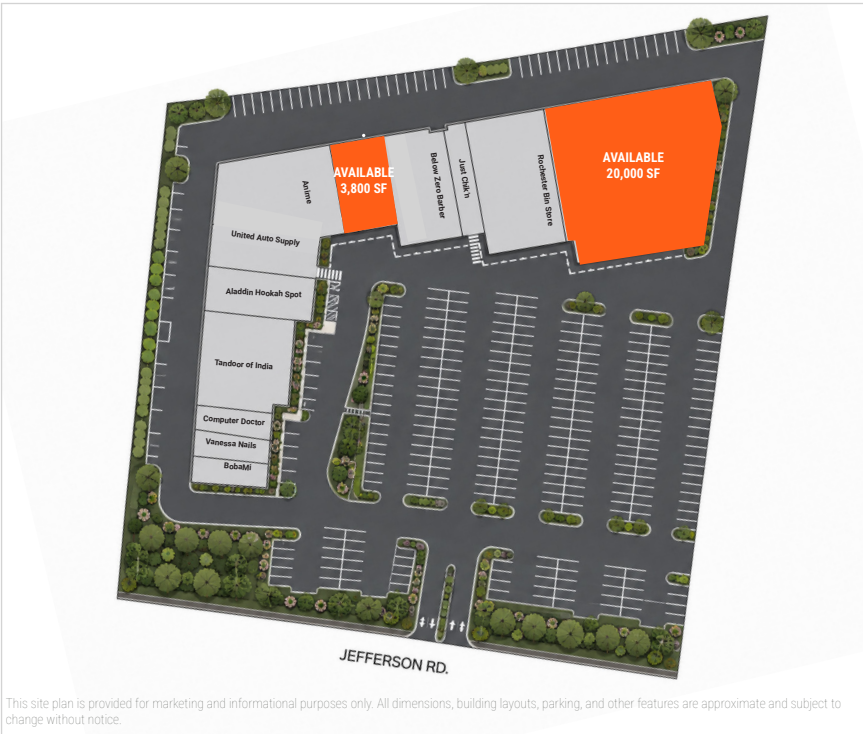 AVAILABLE
20,000 SF
AVAILABLE
3,800 SF
Anime
Below Zero Barber
Just Chik'n
Rochester Bin Store
United Auto Supply
Aladdin Hookah Spot
Tandoor of India
Computer Doctor
Vanessa Nails
BobaMi
JEFFERSON RD.
This site plan is provided for marketing and informational purposes only. All dimensions, building layouts, parking, and other features are approximate and subject to
change without notice.